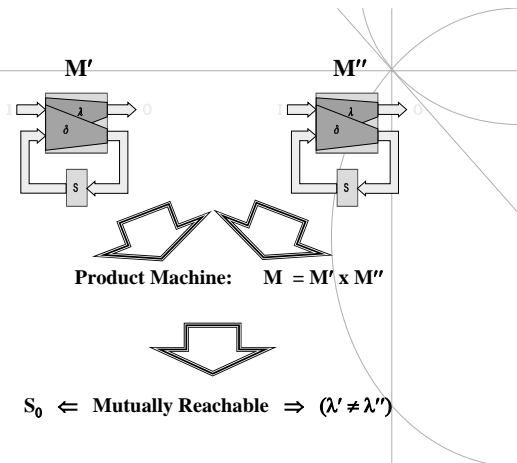 M′ M″
I λ O I λ O
δ δ
S S
Product Machine: M = M′ x M″
S₀ ⇐ Mutually Reachable ⇒ (λ′ ≠ λ″)